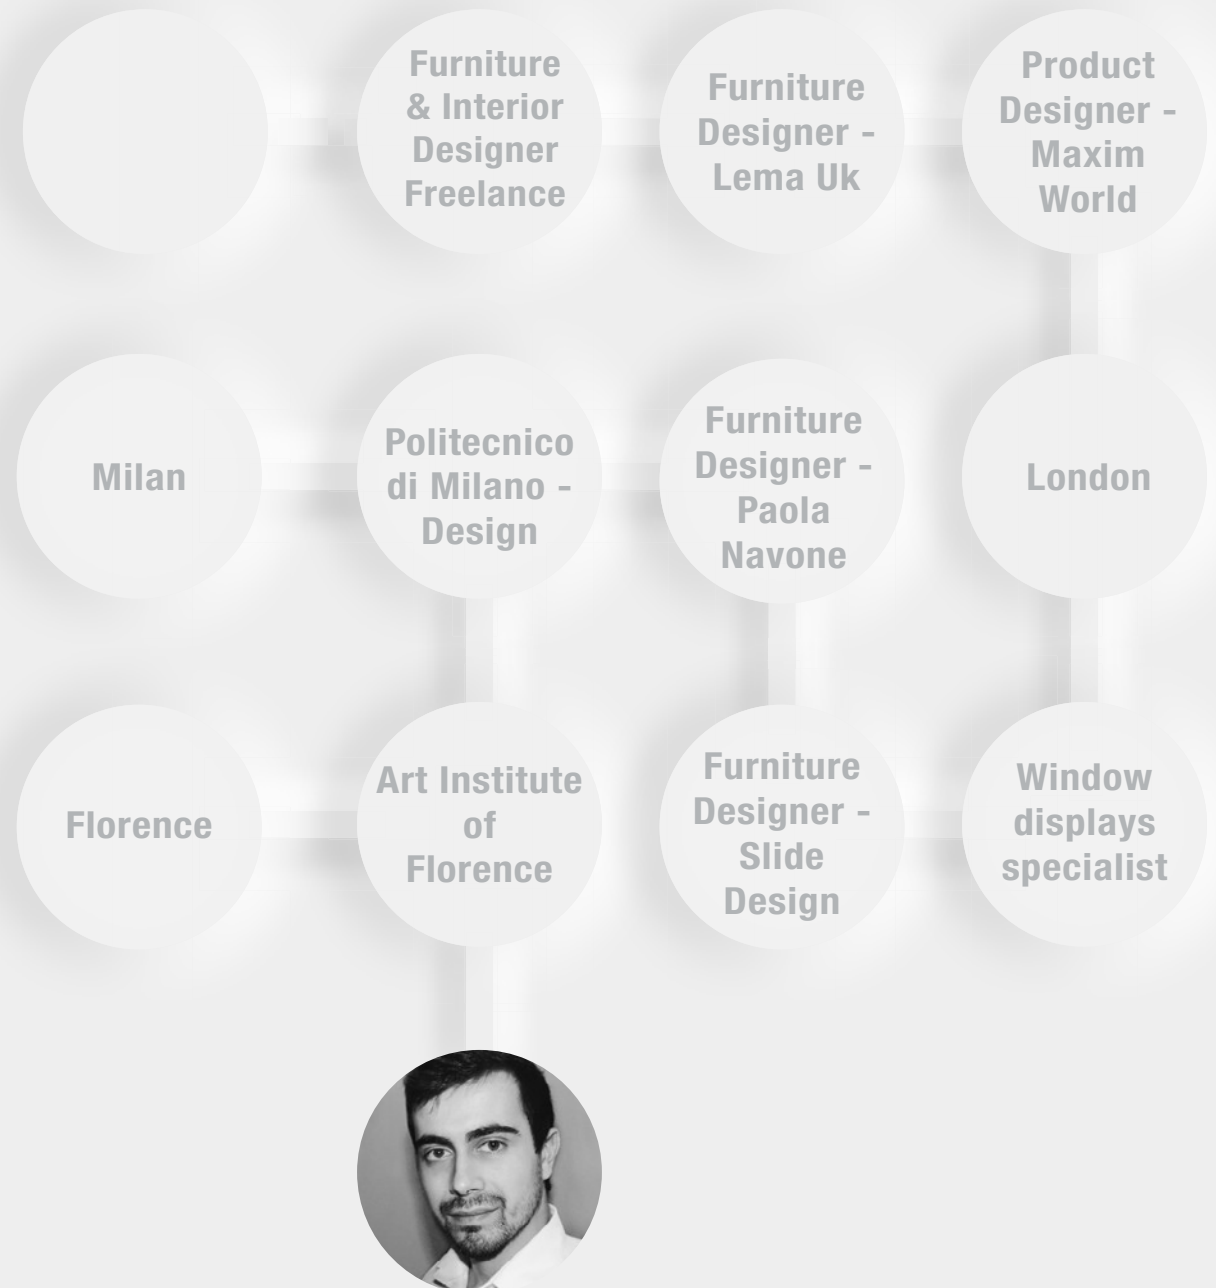 Furniture
& Interior
Designer
Freelance
Furniture
Designer -
Lema Uk
Product
Designer -
Maxim
World
Milan
Politecnico
di Milano -
Design
Furniture
Designer -
Paola
Navone
London
Florence
Art Institute
of
Florence
Furniture
Designer -
Slide
Design
Window
displays
specialist